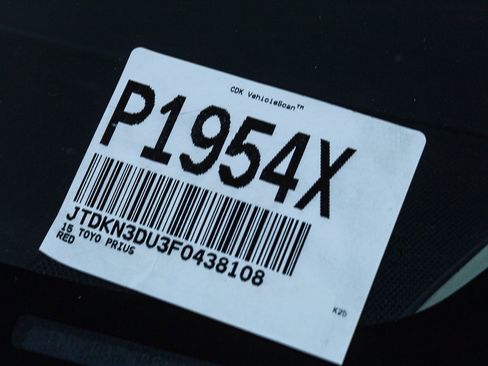 CDK VehicleScan™
P1954X
JTDKN3DU3F0438108
15 TOYO PRIUS
RED
K25